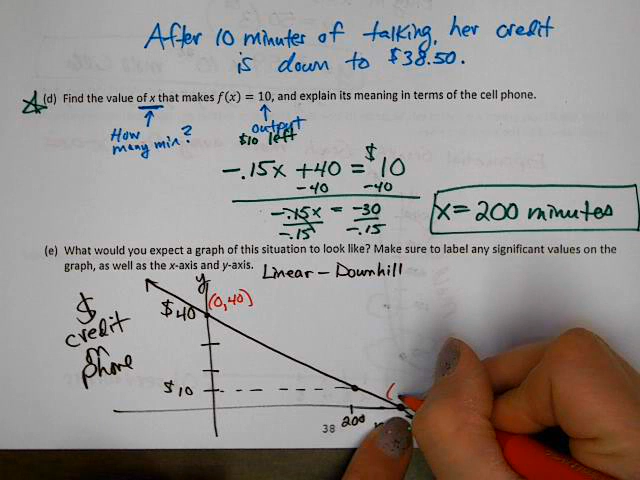 After 10 minutes of talking, her credit
is down to $38.50.
(d) Find the value of x that makes f(x) = 10, and explain its meaning in terms of the cell phone.
How
many min?
output
$10 left
-.15x + 40 = $10
-40 -40
-.15x = -30
-.15 -.15
x = 200 minutes
(e) What would you expect a graph of this situation to look like? Make sure to label any significant values on the
graph, as well as the x-axis and y-axis. Linear - Downhill
y
$40 (0,40)
$
credit
on
phone
$10
(
38 200